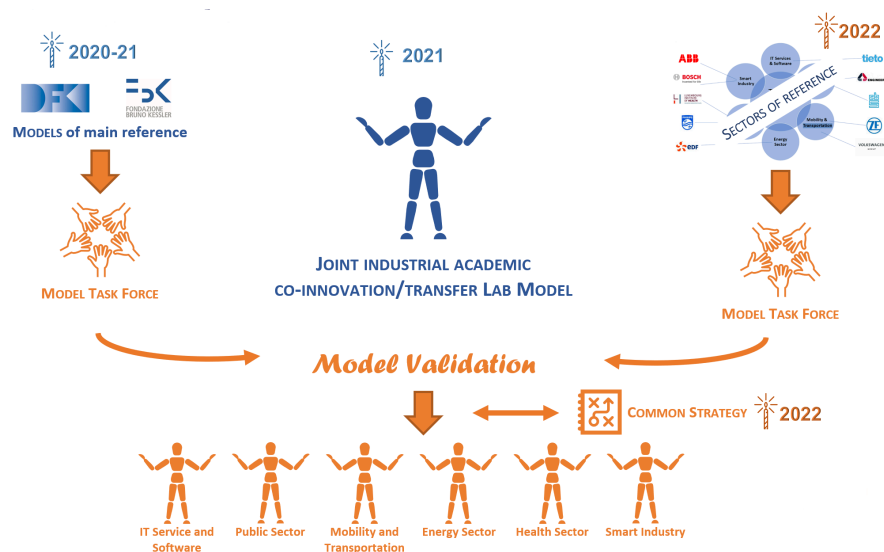 2020-21
FONDAZIONE
BRUNO KESSLER
MODELS of main reference
MODEL TASK FORCE
2021
JOINT INDUSTRIAL ACADEMIC
CO-INNOVATION/TRANSFER LAB MODEL
2022
ABB
BOSCH
PHILIPS
EDF
IT Services
& Software
Smart
Industry
SECTORS OF REFERENCE
Mobility &
Transportation
Energy
Sector
tieto
ZF
VOLKSWAGEN
MODEL TASK FORCE
Model Validation
COMMON STRATEGY
2022
IT Service and
Software
Public Sector
Mobility and
Transportation
Energy Sector
Health Sector
Smart Industry